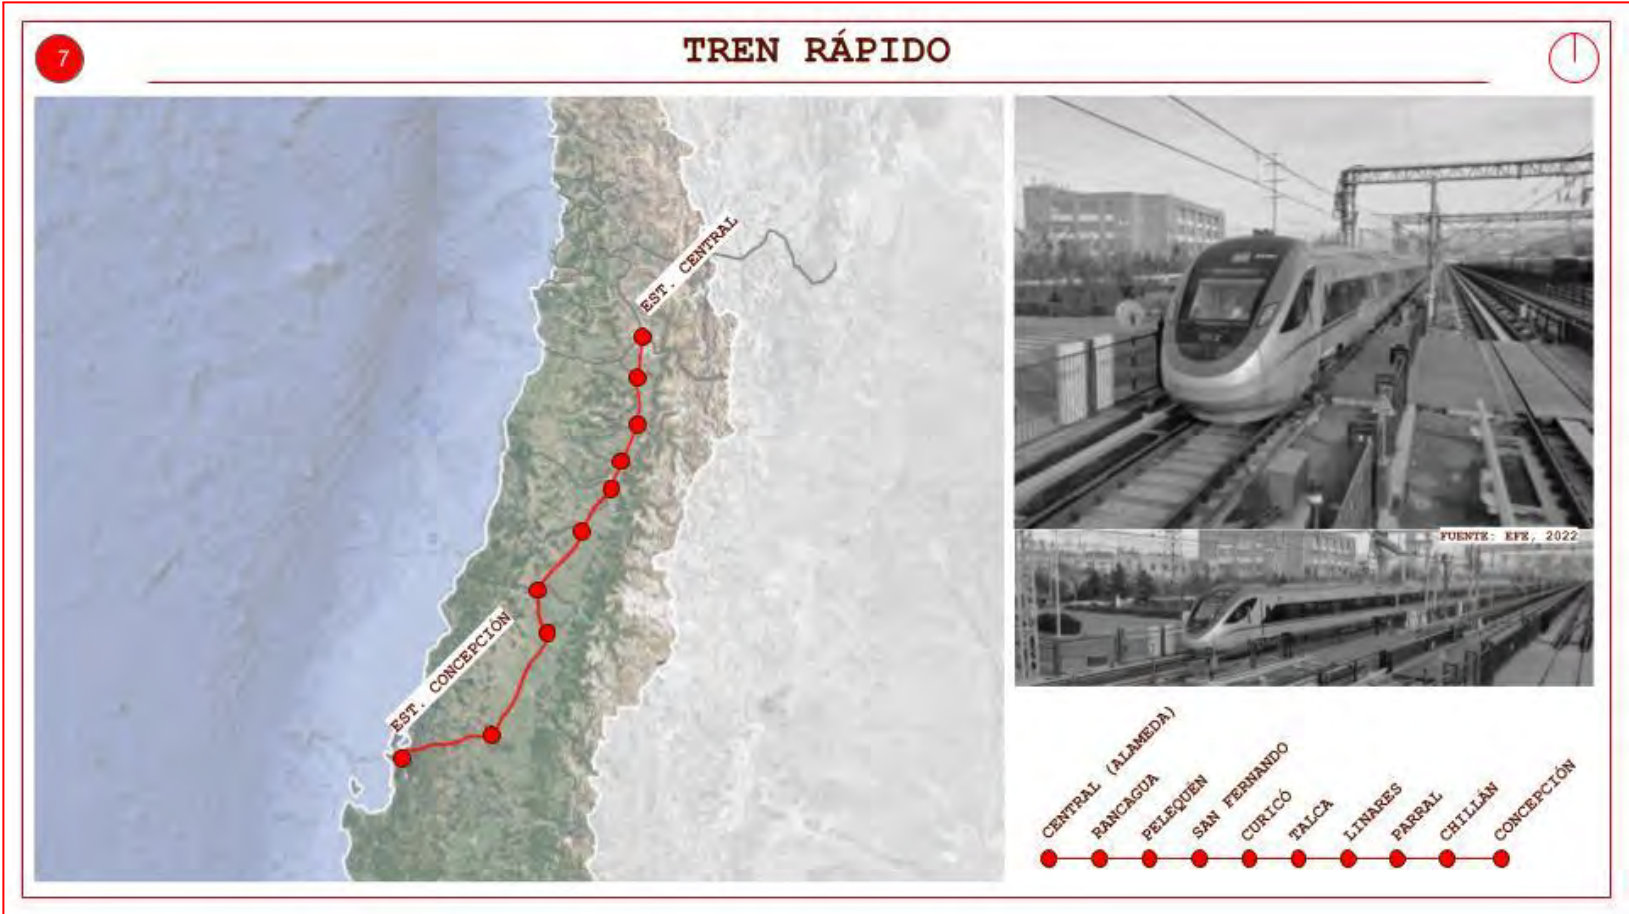 7
TREN RÁPIDO
EST. CENTRAL
EST. CONCEPCIÓN
FUENTE: EFE, 2022
CENTRAL (ALAMEDA)
RANCAGUA
PELEQUÉN
SAN FERNANDO
CURICÓ
TALCA
LINARES
PARRAL
CHILLÁN
CONCEPCIÓN